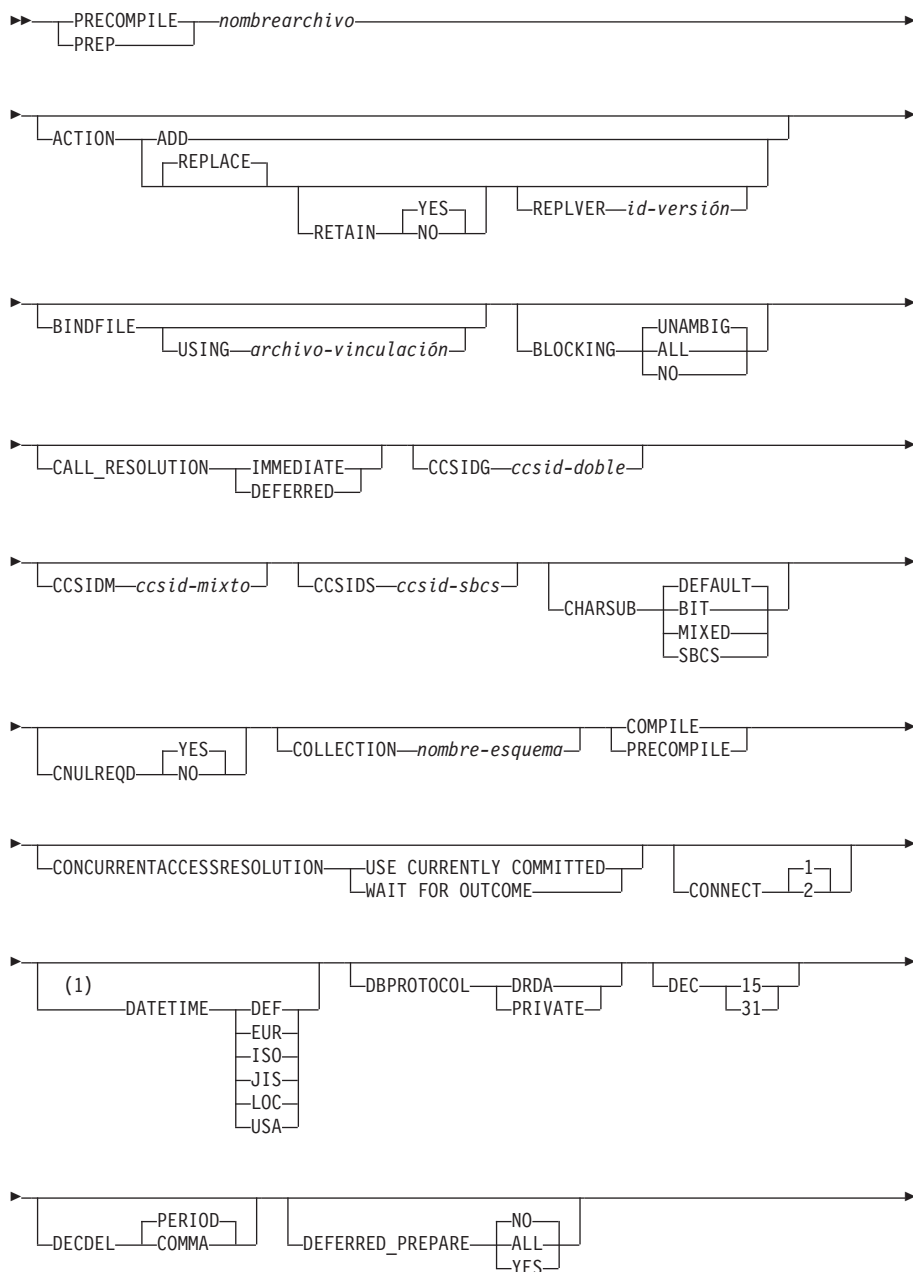 PRECOMPILE nombrearchivo
PREP
ACTION ADD
REPLACE
YES REPLVER id-versión
RETAIN NO
BINDFILE UNAMBIG
USING archivo-vinculación BLOCKING ALL
NO
CALL_RESOLUTION IMMEDIATE CCSIDG ccsid-doble
DEFERRED
CCSIDM ccsid-mixto CCSIDS ccsid-sbcs DEFAULT
CHARSUB BIT
MIXED
SBCS
YES COLLECTION nombre-esquema COMPILE
CNULREQD NO PRECOMPILE
CONCURRENTACCESSRESOLUTION USE CURRENTLY COMMITTED 1
WAIT FOR OUTCOME CONNECT 2
(1) DBPROTOCOL DRDA DEC 15
DATETIME DEF PRIVATE 31
EUR
ISO
JIS
LOC
USA
PERIOD NO
DECDEL COMMA DEFERRED_PREPARE ALL
YES